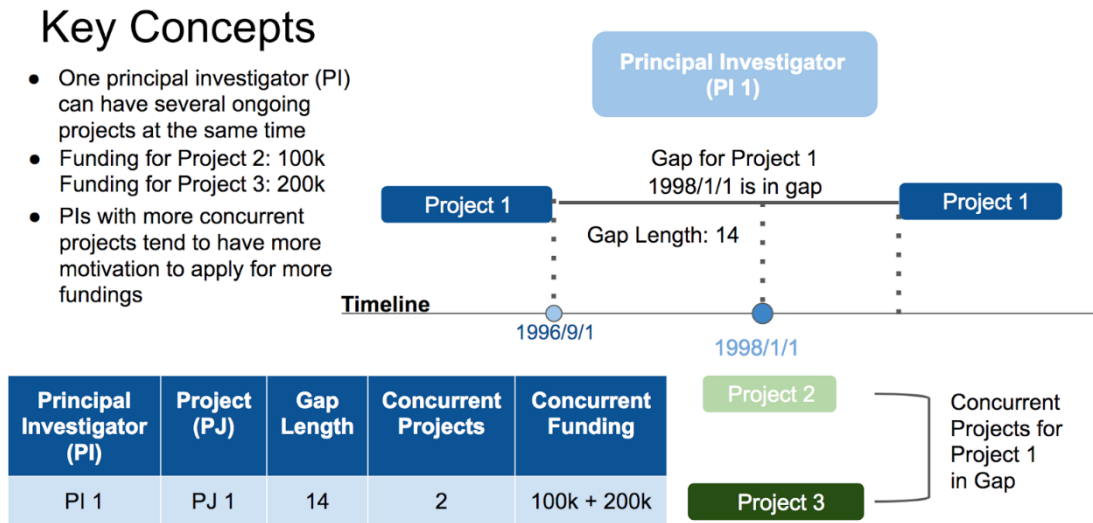 Key Concepts
● One principal investigator (PI)
can have several ongoing
projects at the same time
● Funding for Project 2: 100k
Funding for Project 3: 200k
● PIs with more concurrent
projects tend to have more
motivation to apply for more
fundings
Principal Investigator
(PI 1)
Gap for Project 1
1998/1/1 is in gap
Project 1
Project 1
Gap Length: 14
Timeline
1996/9/1
1998/1/1
Principal
Investigator
(PI)
Project
(PJ)
Gap
Length
Concurrent
Projects
Concurrent
Funding
PI 1
PJ 1
14
2
100k + 200k
Project 2
Project 3
Concurrent
Projects for
Project 1
in Gap